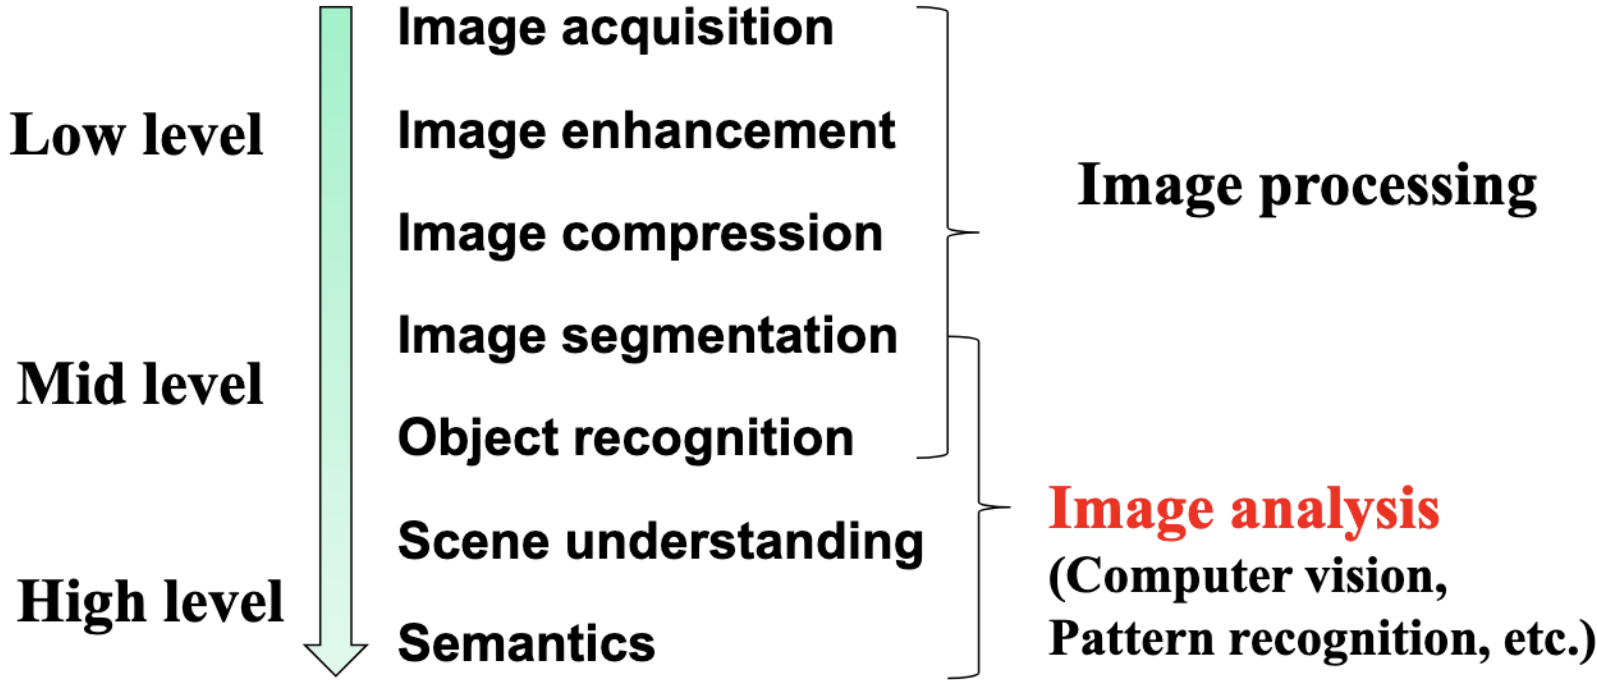 Low level
Mid level
High level
Image acquisition
Image enhancement
Image compression
Image segmentation
Object recognition
Scene understanding
Semantics
Image processing
Image analysis
(Computer vision,
Pattern recognition, etc.)